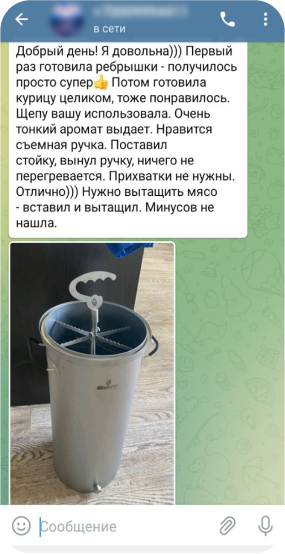 в сети
Добрый день! Я довольна))) Первый
раз готовила ребрышки - получилось
просто супер👍 Потом готовила
курицу целиком, тоже понравилось.
Щепу вашу использовала. Очень
тонкий аромат выдает. Нравится
съемная ручка. Поставил
стойку, вынул ручку, ничего не
перегревается. Прихватки не нужны.
Отлично))) Нужно вытащить мясо
- вставил и вытащил. Минусов не
нашла.
Сообщение